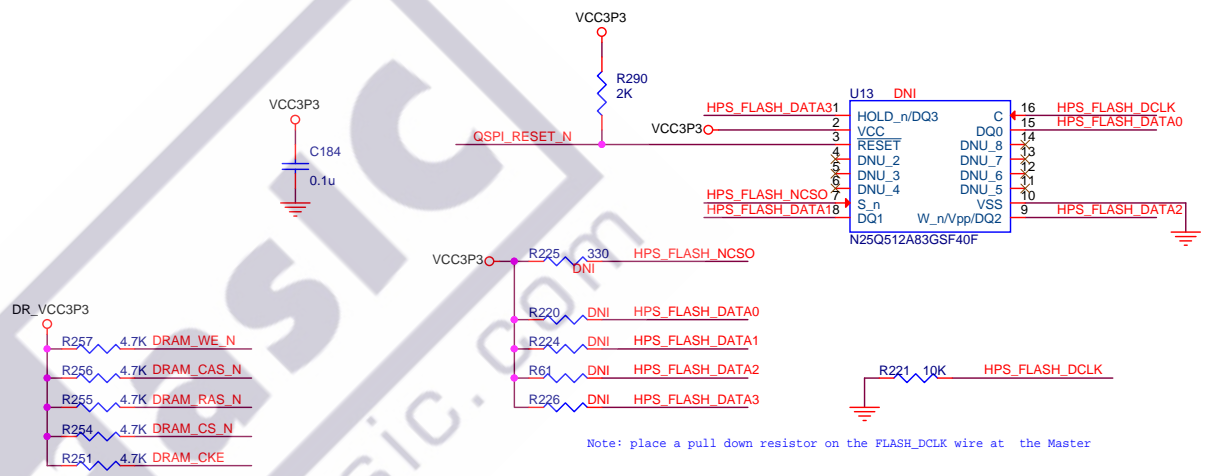 VCC3P3
R290
2K
VCC3P3
C184
0.1u
QSPI_RESET_N
VCC3P3
U13 DNI
HPS_FLASH_DATA3 1 HOLD_n/DQ3 C 16 HPS_FLASH_DCLK
2 VCC DQ0 15 HPS_FLASH_DATA0
3 RESET DNU_8 14
4 DNU_2 DNU_7 13
5 DNU_3 DNU_6 12
6 DNU_4 DNU_5 11
HPS_FLASH_NCSO 7 S_n VSS 10
HPS_FLASH_DATA1 8 DQ1 W_n/Vpp/DQ2 9 HPS_FLASH_DATA2
N25Q512A83GSF40F
VCC3P3 R225 330 HPS_FLASH_NCSO
DNI
R220 DNI HPS_FLASH_DATA0
R224 DNI HPS_FLASH_DATA1
R61 DNI HPS_FLASH_DATA2
R226 DNI HPS_FLASH_DATA3
DR_VCC3P3
R257 4.7K DRAM_WE_N
R256 4.7K DRAM_CAS_N
R255 4.7K DRAM_RAS_N
R254 4.7K DRAM_CS_N
R251 4.7K DRAM_CKE
R221 10K HPS_FLASH_DCLK
Note: place a pull down resistor on the FLASH_DCLK wire at the Master
asic
sic.com